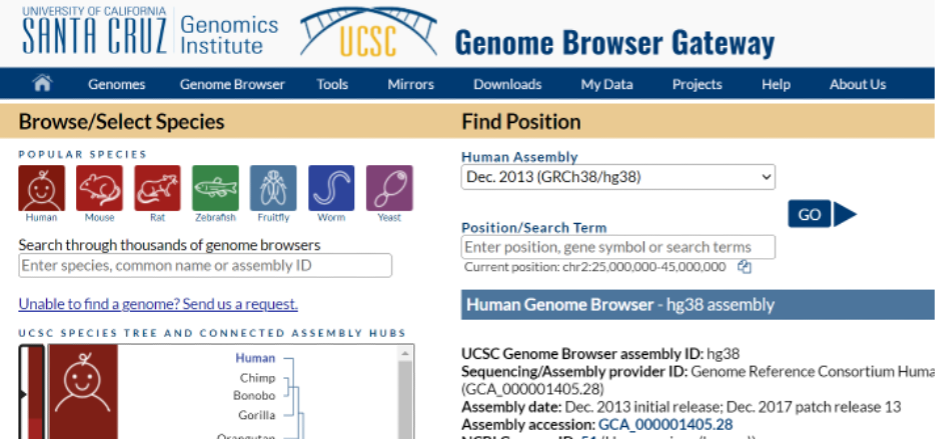 UNIVERSITY OF CALIFORNIA
SANTA CRUZ
Genomics
Institute
UCSC
Genome Browser Gateway
Genomes Genome Browser Tools Mirrors Downloads My Data Projects Help About Us
Browse/Select Species
POPULAR SPECIES
Human Mouse Rat Zebrafish Fruitfly Worm Yeast
Search through thousands of genome browsers
Enter species, common name or assembly ID
Unable to find a genome? Send us a request.
UCSC SPECIES TREE AND CONNECTED ASSEMBLY HUBS
Human
Chimp
Bonobo
Gorilla
Orangutan
Find Position
Human Assembly
Dec. 2013 (GRCh38/hg38)
Position/Search Term
Enter position, gene symbol or search terms
GO
Current position: chr2:25,000,000-45,000,000
Human Genome Browser - hg38 assembly
UCSC Genome Browser assembly ID: hg38
Sequencing/Assembly provider ID: Genome Reference Consortium Huma
(GCA_000001405.28)
Assembly date: Dec. 2013 initial release; Dec. 2017 patch release 13
Assembly accession: GCA_000001405.28